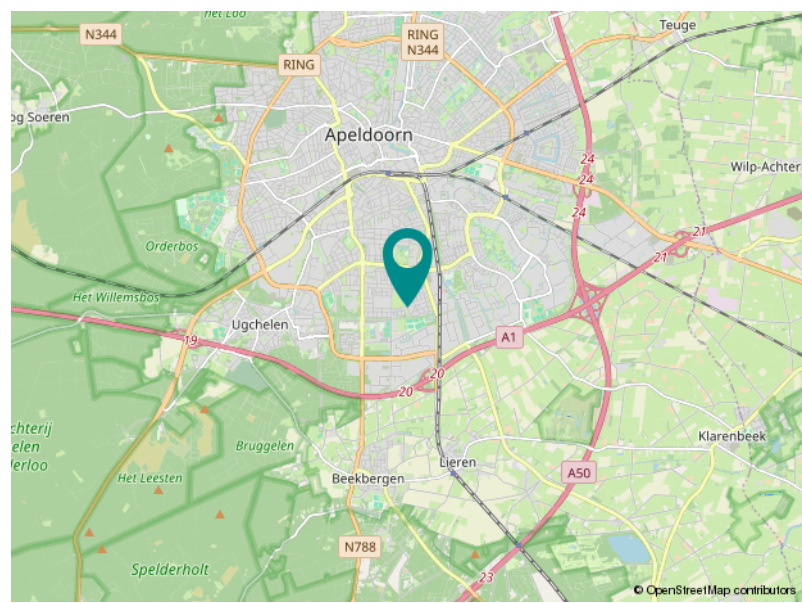 het Loo
N344
RING
N344
Teuge
RING
og Soeren
Apeldoorn
24
24
Wilp-Achter
24
21
Orderbos
21
Het Willemsbos
Ugchelen
19
A1
20
20
chterij
elen
derloo
Bruggelen
Klarenbeek
Lieren
Het Leesten
Beekbergen
A50
N788
Spelderholt
23
© OpenStreetMap contributors